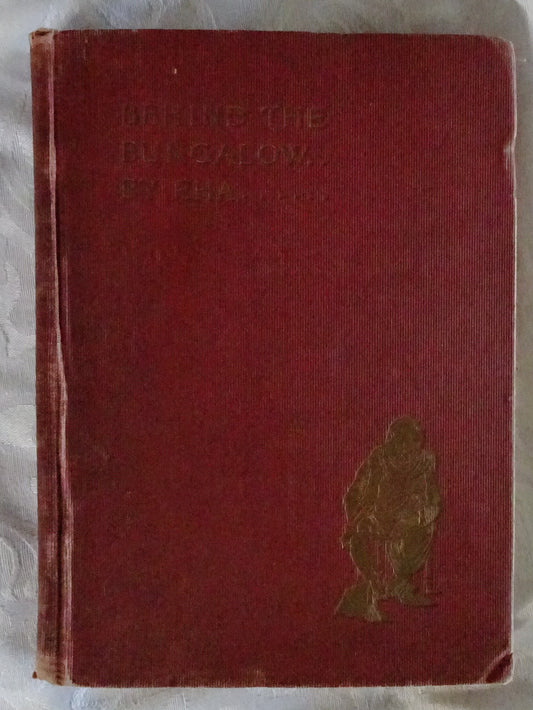 BEHIND THE
BUNGALOW.
BY EHA......